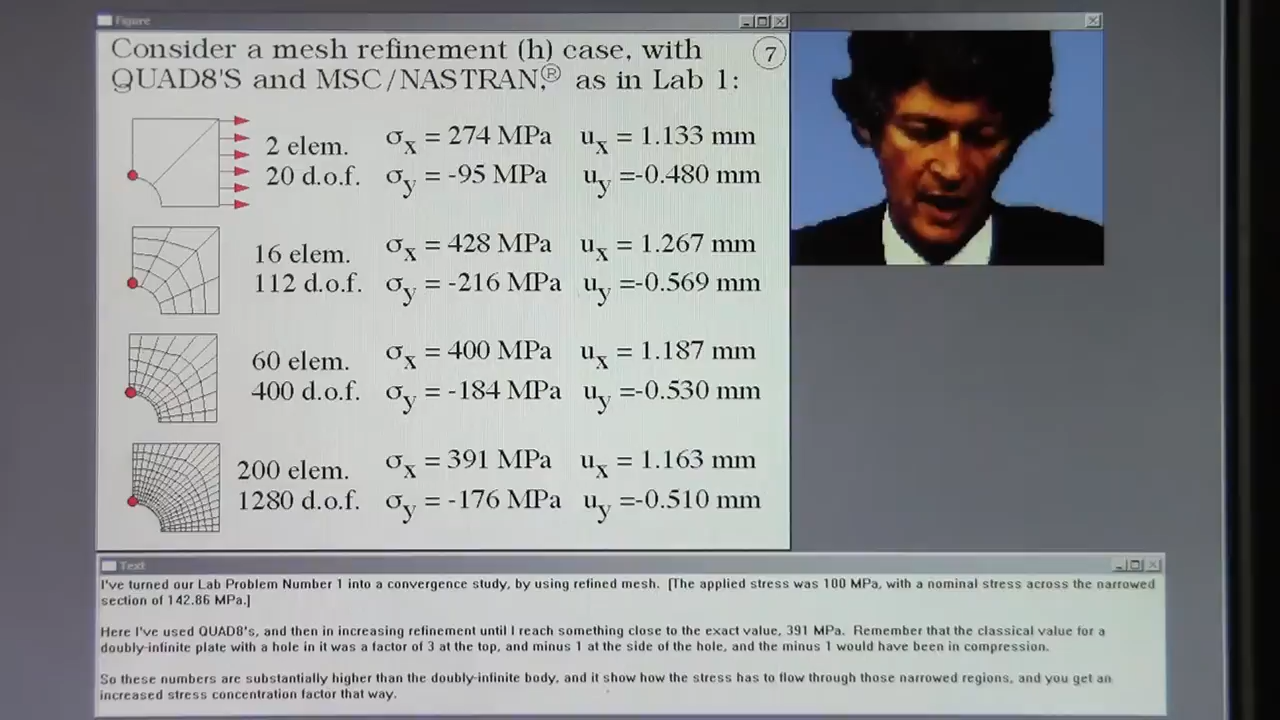 Figure
Consider a mesh refinement (h) case, with
QUAD8'S and MSC/NASTRAN,® as in Lab 1:
7
2 elem.
20 d.o.f.
σx = 274 MPa
ux = 1.133 mm
σy = -95 MPa
uy =-0.480 mm
16 elem.
112 d.o.f.
σx = 428 MPa
ux = 1.267 mm
σy = -216 MPa
uy =-0.569 mm
60 elem.
400 d.o.f.
σx = 400 MPa
ux = 1.187 mm
σy = -184 MPa
uy =-0.530 mm
200 elem.
1280 d.o.f.
σx = 391 MPa
ux = 1.163 mm
σy = -176 MPa
uy =-0.510 mm
Text
I've turned our Lab Problem Number 1 into a convergence study, by using refined mesh. [The applied stress was 100 MPa, with a nominal stress across the narrowed
section of 142.86 MPa.]
Here I've used QUAD8's, and then in increasing refinement until I reach something close to the exact value, 391 MPa. Remember that the classical value for a
doubly-infinite plate with a hole in it was a factor of 3 at the top, and minus 1 at the side of the hole, and the minus 1 would have been in compression.
So these numbers are substantially higher than the doubly-infinite body, and it show how the stress has to flow through those narrowed regions, and you get an
increased stress concentration factor that way.